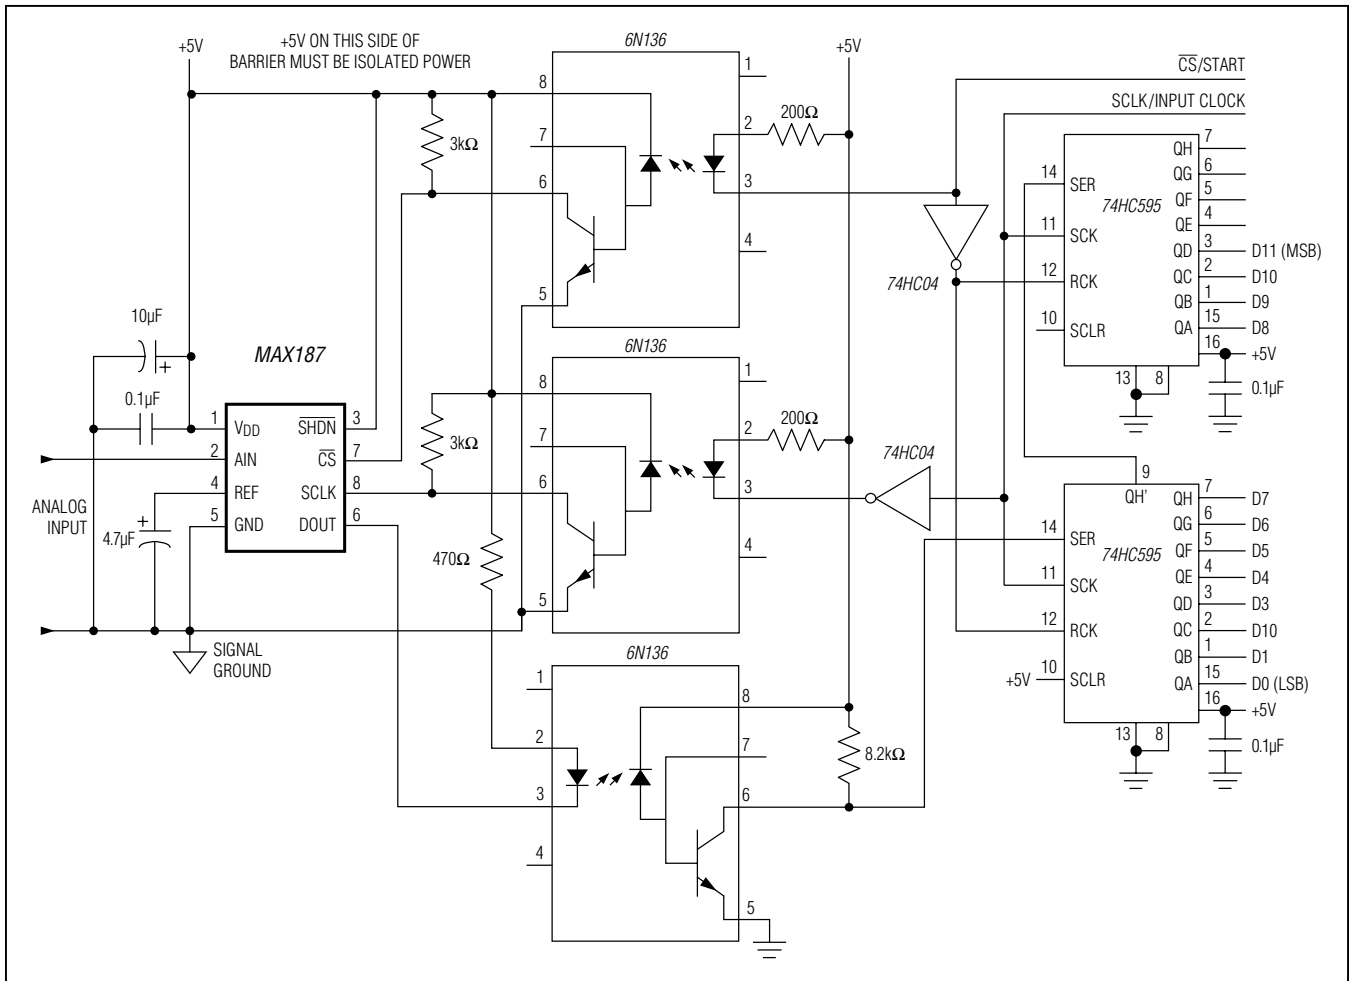 +5V
+5V ON THIS SIDE OF
BARRIER MUST BE ISOLATED POWER
6N136
+5V
CS/START
SCLK/INPUT CLOCK
8
7
6
5
1
2
3
4
3kΩ
200Ω
74HC04
14 SER
11 SCK
12 RCK
10 SCLR
74HC595
QH 7
QG 6
QF 5
QE 4
QD 3 D11 (MSB)
QC 2 D10
QB 1 D9
QA 15 D8
16 +5V
13
8
0.1µF
10µF
+
0.1µF
MAX187
1 VDD
2 AIN
4 REF
5 GND
SHDN 3
CS 7
SCLK 8
DOUT 6
ANALOG
INPUT
+
4.7µF
SIGNAL
GROUND
3kΩ
470Ω
6N136
8
7
6
5
1
2
3
4
200Ω
74HC04
9
QH'
14 SER
11 SCK
12 RCK
+5V 10 SCLR
74HC595
QH 7 D7
QG 6 D6
QF 5 D5
QE 4 D4
QD 3 D3
QC 2 D10
QB 1 D1
QA 15 D0 (LSB)
16 +5V
13
8
0.1µF
6N136
1
2
3
4
8
7
6
5
8.2kΩ